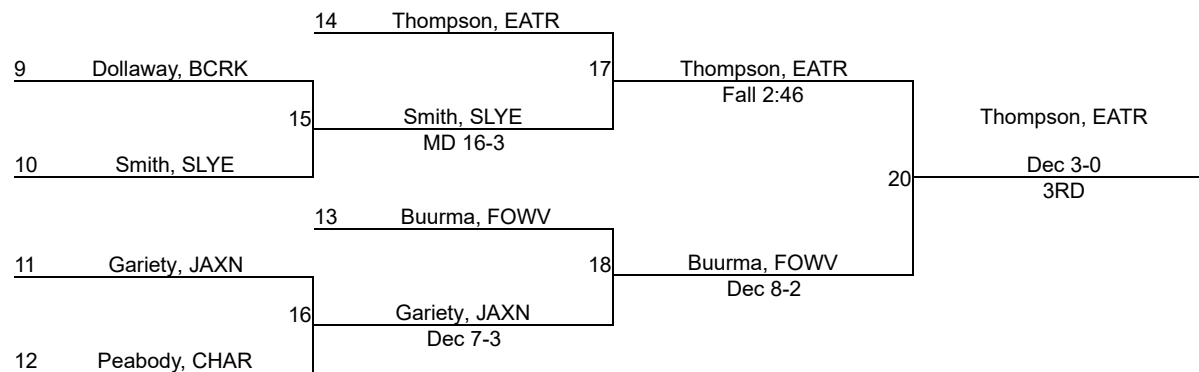 14 Thompson, EATR
9 Dollaway, BCRK
17 Thompson, EATR
Fall 2:46
15 Smith, SLYE
MD 16-3
Thompson, EATR
10 Smith, SLYE
20 Dec 3-0
3RD
13 Buurma, FOWV
11 Gariety, JAXN
18 Buurma, FOWV
Dec 8-2
16 Gariety, JAXN
Dec 7-3
12 Peabody, CHAR